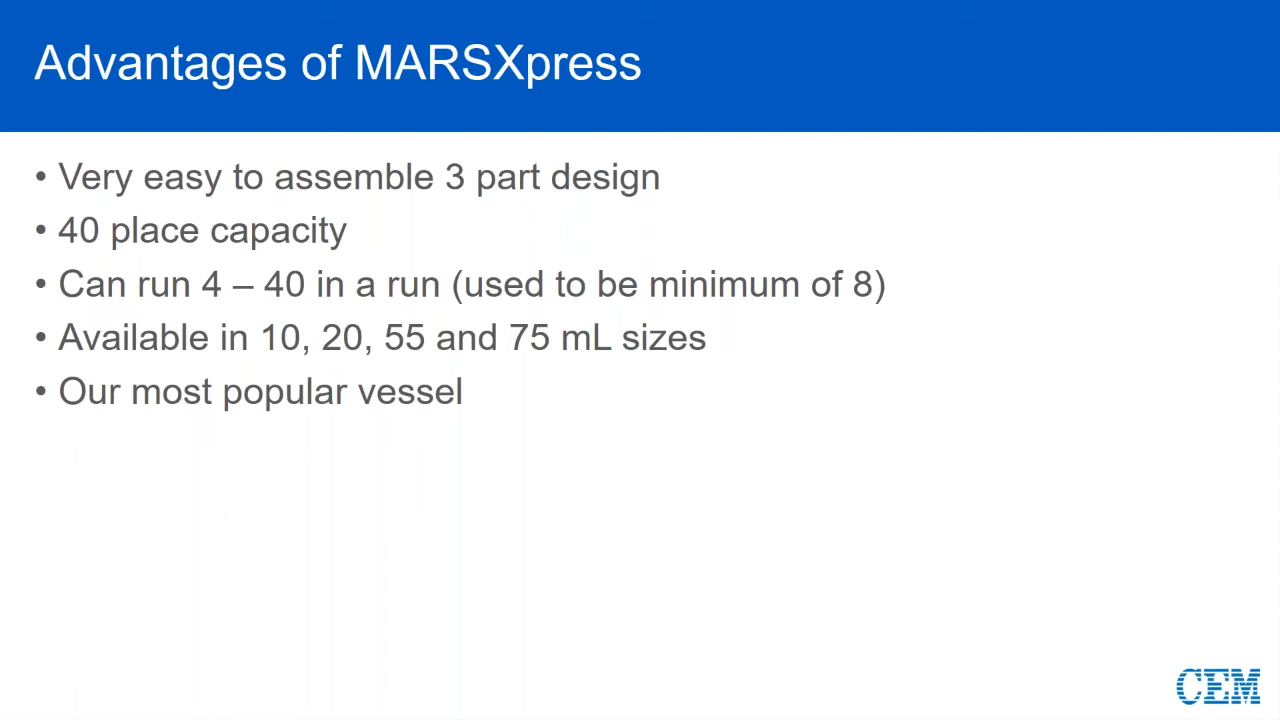 Advantages of MARSXpress
• Very easy to assemble 3 part design
• 40 place capacity
• Can run 4 – 40 in a run (used to be minimum of 8)
• Available in 10, 20, 55 and 75 mL sizes
• Our most popular vessel
CEM